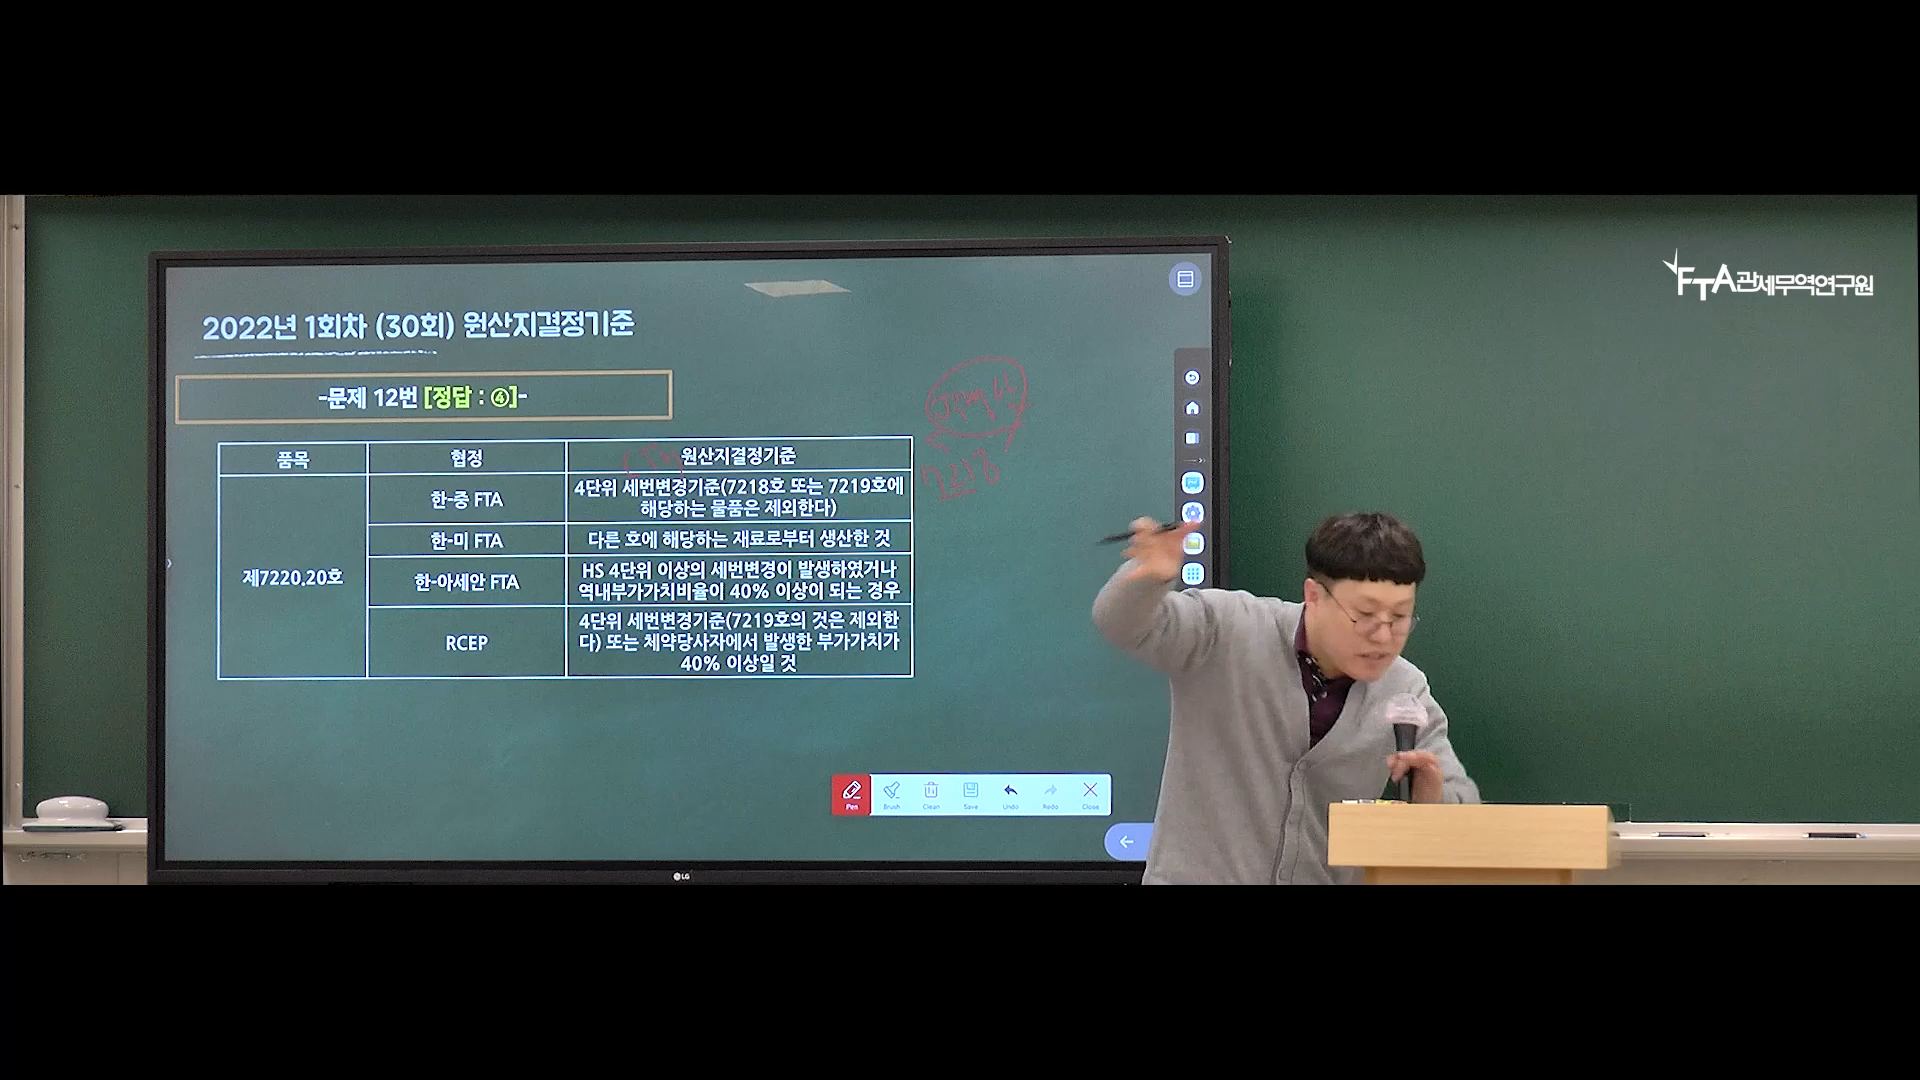 FTA관세무역연구원
2022년 1회차 (30회) 원산지결정기준
-문제 12번 [정답 : ④]-
품목
협정
원산지결정기준
제7220.20호
한-중 FTA
4단위 세번변경기준(7218호 또는 7219호에
해당하는 물품은 제외한다)
한-미 FTA
다른 호에 해당하는 재료로부터 생산한 것
한-아세안 FTA
HS 4단위 이상의 세번변경이 발생하였거나
역내부가가치비율이 40% 이상이 되는 경우
RCEP
4단위 세번변경기준(7219호의 것은 제외한
다) 또는 체약당사자에서 발생한 부가가치가
40% 이상일 것
7218
Pen
Brush
Clean
Save
Undo
Redo
Close
LG